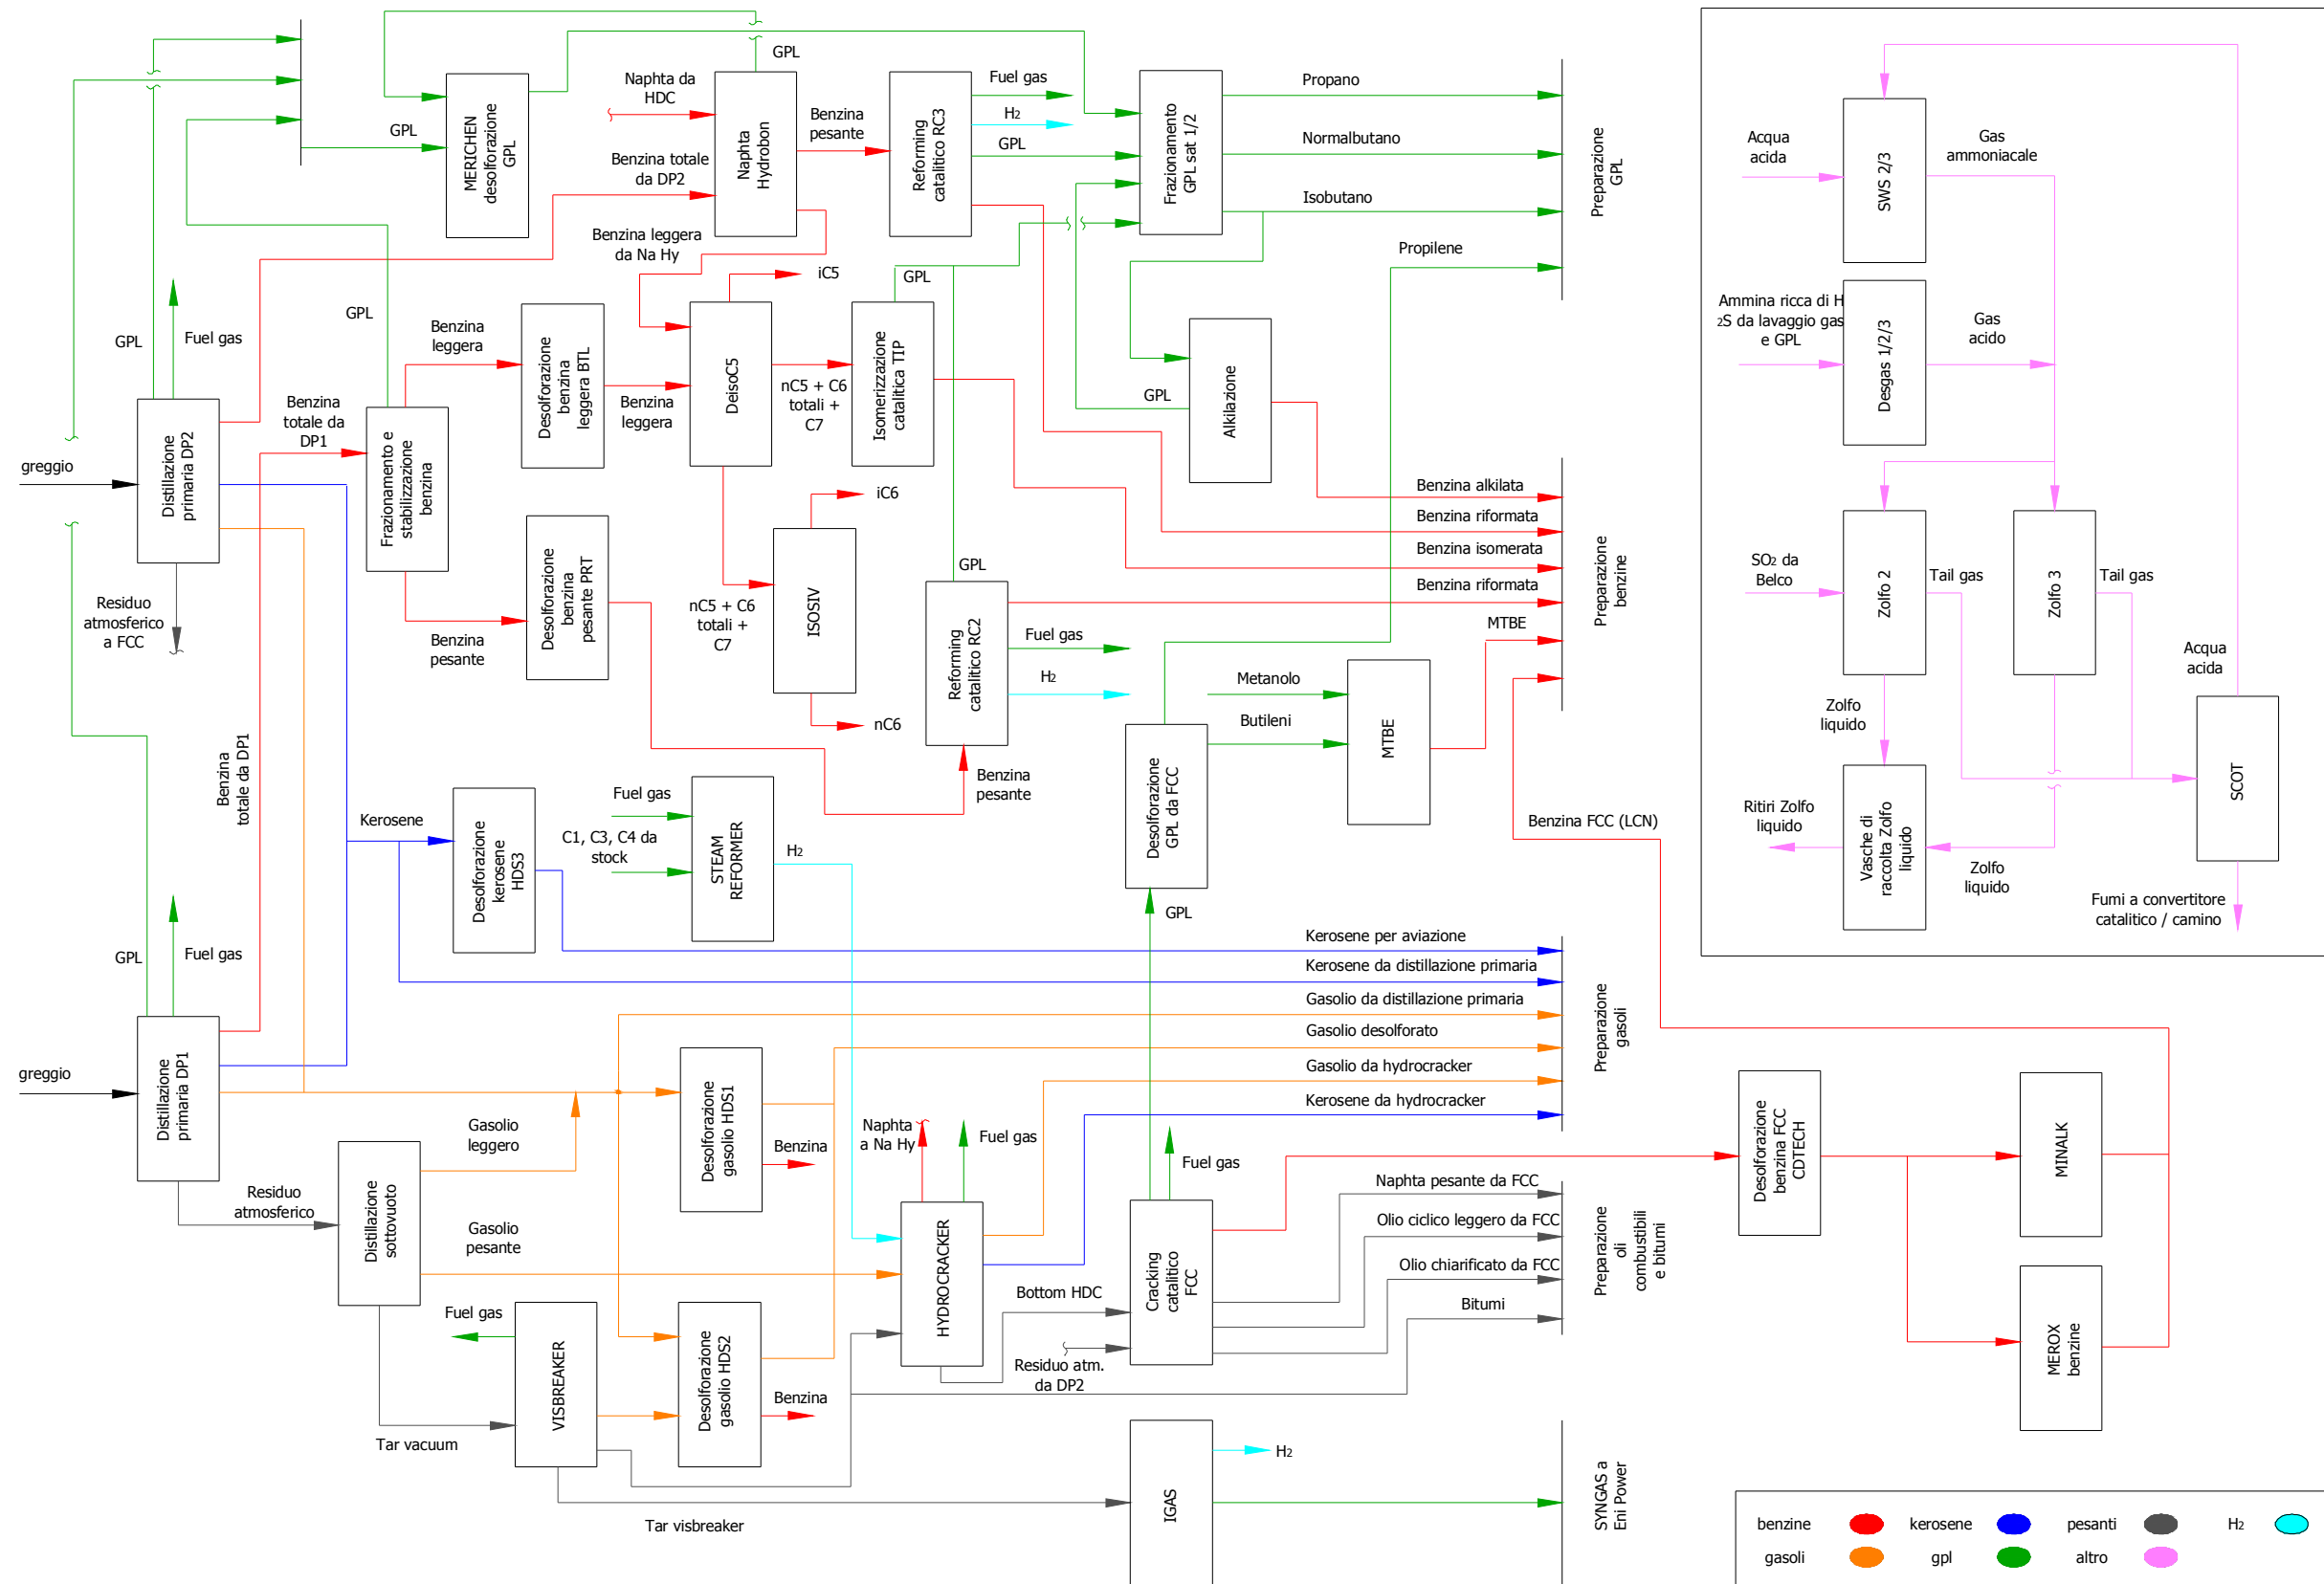 GPL
GPL
MERICHEN
desolforazione
GPL
Naphta da
HDC
Benzina totale
da DP2
Naphta
Hydrobon
Benzina
pesante
Reforming
catalitico RC3
Fuel gas
H2
GPL
Frazionamento
GPL sat 1/2
Propano
Normalbutano
Isobutano
Propilene
Preparazione
GPL
Benzina leggera
da Na Hy
GPL
Fuel gas
GPL
Benzina
leggera
Benzina
totale da
DP1
greggio
Distillazione
primaria DP2
Frazionamento e
stabilizzazione
benzina
Desolforazione
benzina
leggera BTL
Benzina
leggera
iC5
DeisoC5
nC5 + C6
totali +
C7
GPL
Isomerizzazione
catalitica TIP
GPL
Alkilazione
iC6
ISOSIV
nC5 + C6
totali +
C7
nC6
Residuo
atmosferico
a FCC
Benzina
pesante
Desolforazione
benzina
pesante PRT
GPL
Reforming
catalitico RC2
Fuel gas
H2
Benzina
pesante
Benzina alkilata
Benzina riformata
Benzina isomerata
Benzina riformata
MTBE
Preparazione
benzine
Metanolo
Butileni
MTBE
Desolforazione
GPL da FCC
GPL
Benzina FCC (LCN)
Benzina
totale da DP1
Kerosene
Desolforazione
kerosene
HDS3
Fuel gas
C1, C3, C4 da
stock
STEAM
REFORMER
H2
GPL
Fuel gas
greggio
Distillazione
primaria DP1
Kerosene per aviazione
Kerosene da distillazione primaria
Gasolio da distillazione primaria
Gasolio desolforato
Gasolio da hydrocracker
Kerosene da hydrocracker
Preparazione
gasoli
Gasolio
leggero
Desolforazione
gasolio HDS1
Benzina
Naphta
a Na Hy
Fuel gas
Fuel gas
Residuo
atmosferico
Distillazione
sottovuoto
Gasolio
pesante
HYDROCRACKER
Bottom HDC
Residuo atm.
da DP2
Cracking
catalitico
FCC
Naphta pesante da FCC
Olio ciclico leggero da FCC
Olio chiarificato da FCC
Bitumi
Preparazione
oli
combustibili
e bitumi
Desolforazione
benzina FCC
CDTECH
MINALK
MEROX
benzine
Fuel gas
VISBREAKER
Desolforazione
gasolio HDS2
Benzina
Tar vacuum
Tar visbreaker
IGAS
H2
SYNGAS a
Eni Power
Acqua
acida
SWS 2/3
Gas
ammoniacale
Ammina ricca di H
2S da lavaggio gas
e GPL
Desgas 1/2/3
Gas
acido
SO2 da
Belco
Zolfo 2
Tail gas
Zolfo 3
Tail gas
Acqua
acida
Zolfo
liquido
Ritiri Zolfo
liquido
Vasche di
raccolta Zolfo
liquido
Zolfo
liquido
SCOT
Fumi a convertitore
catalitico / camino
benzine
kerosene
pesanti
H2
gasoli
gpl
altro